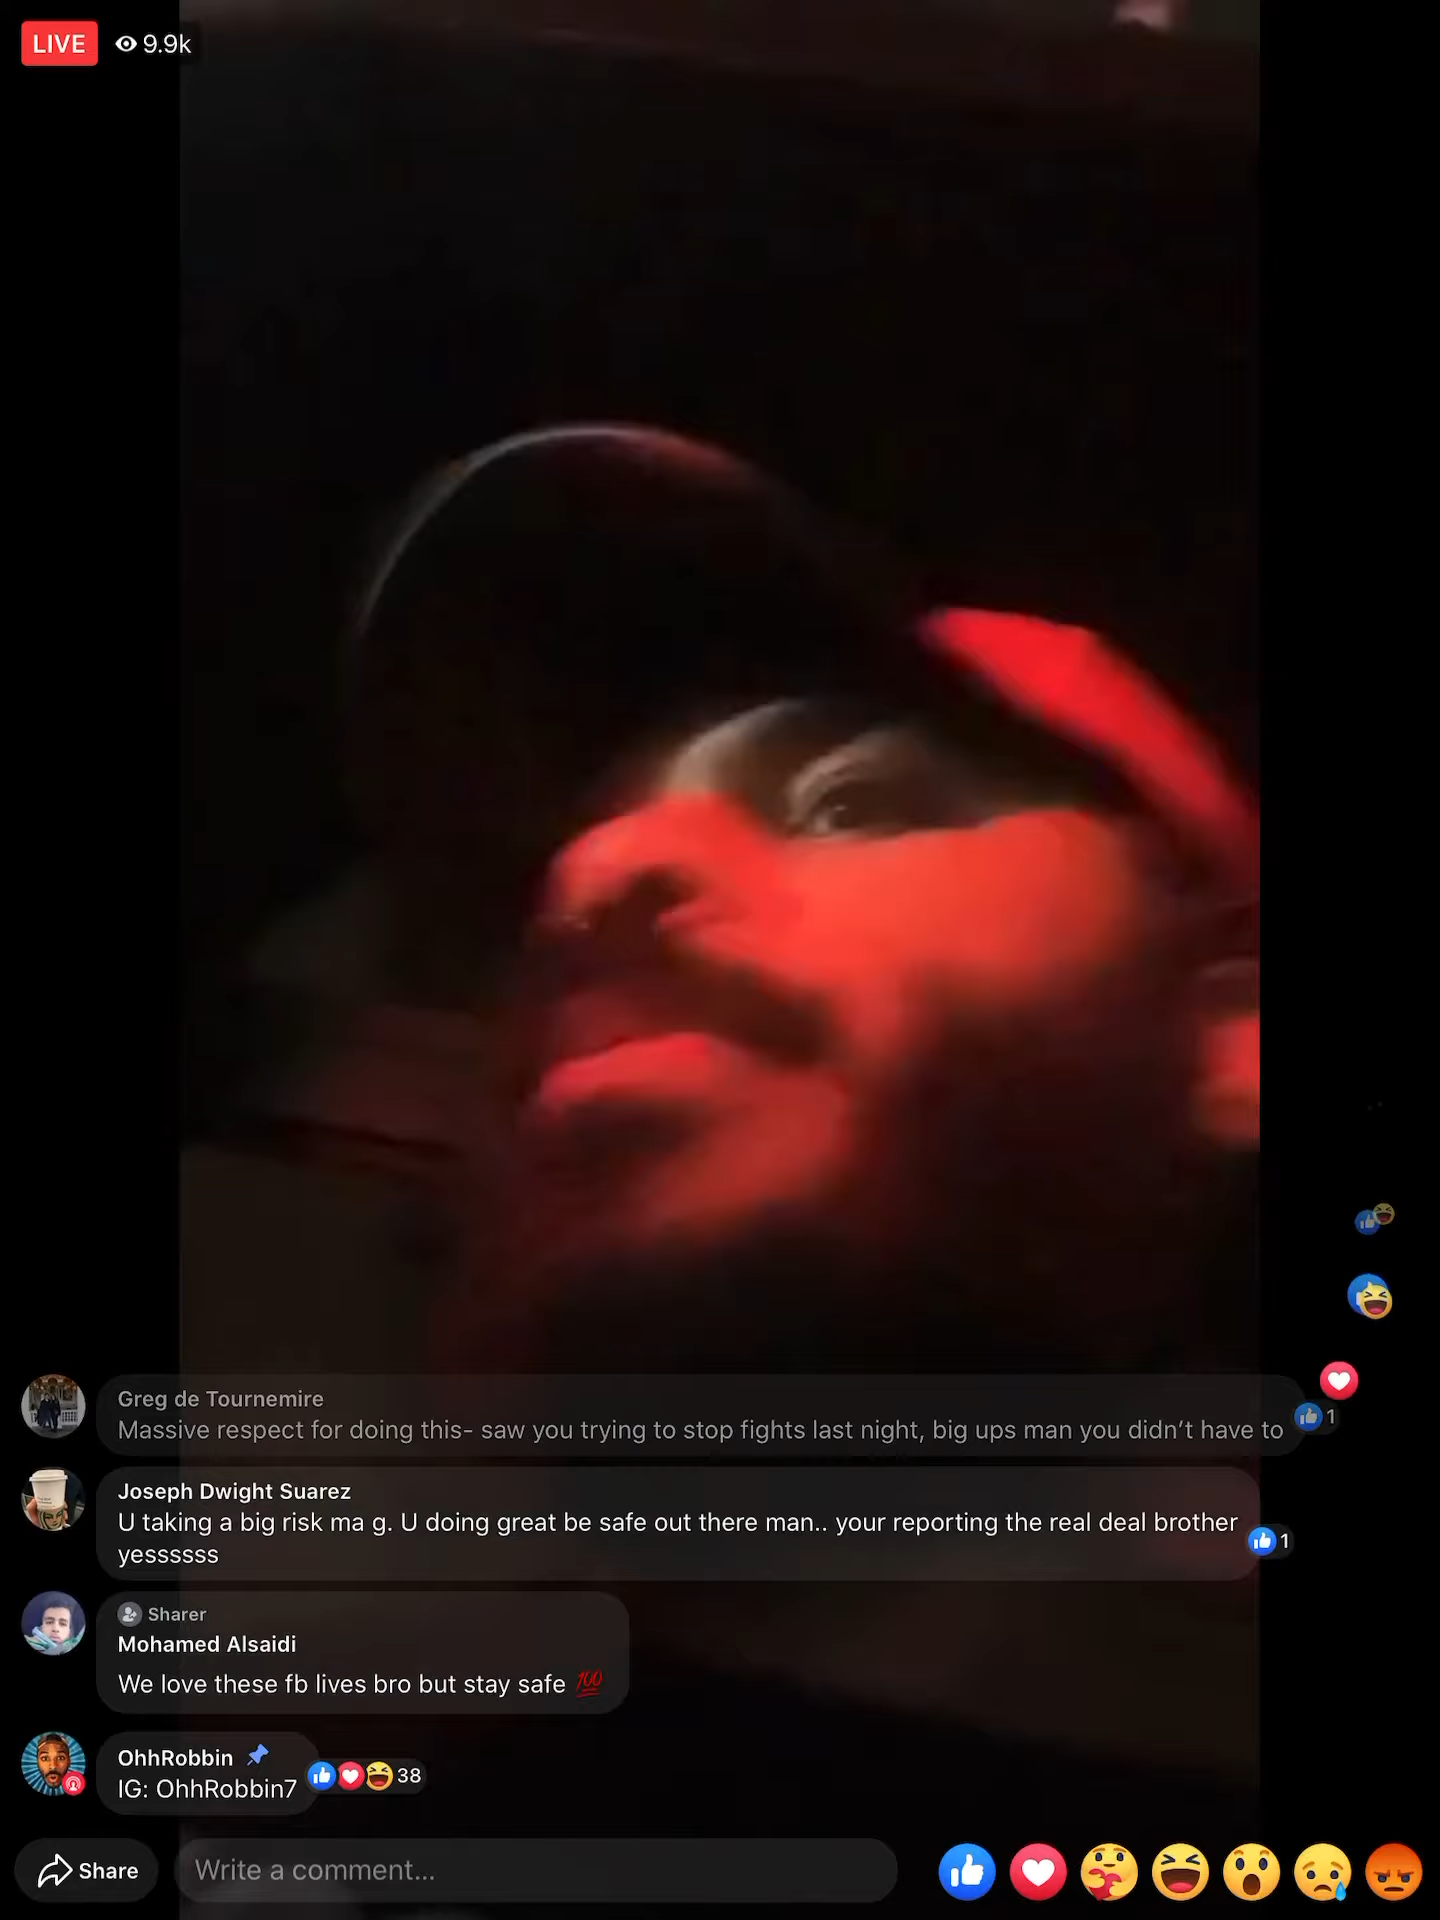 LIVE 9.9k
Greg de Tournemire
Massive respect for doing this- saw you trying to stop fights last night, big ups man you didn’t have to
1
Joseph Dwight Suarez
U taking a big risk ma g. U doing great be safe out there man.. your reporting the real deal brother
yessssss
1
Sharer
Mohamed Alsaidi
We love these fb lives bro but stay safe 💯
OhhRobbin
IG: OhhRobbin7
38
Share
Write a comment...